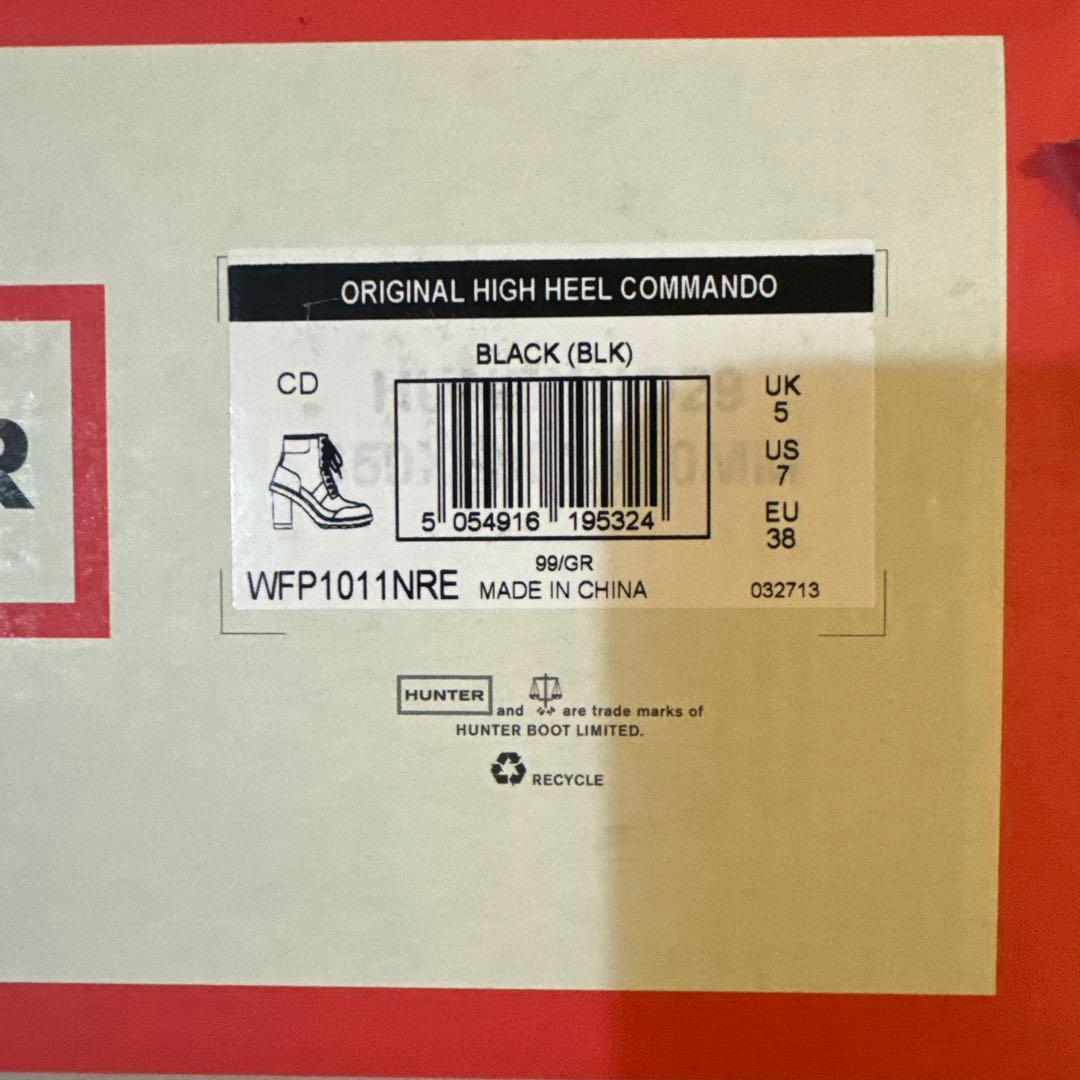 R
ORIGINAL HIGH HEEL COMMANDO
BLACK (BLK)
CD
UK
5
US
7
EU
38
5 054916 195324
99/GR
WFP1011NRE MADE IN CHINA 032713
HUNTER and are trade marks of
HUNTER BOOT LIMITED.
RECYCLE